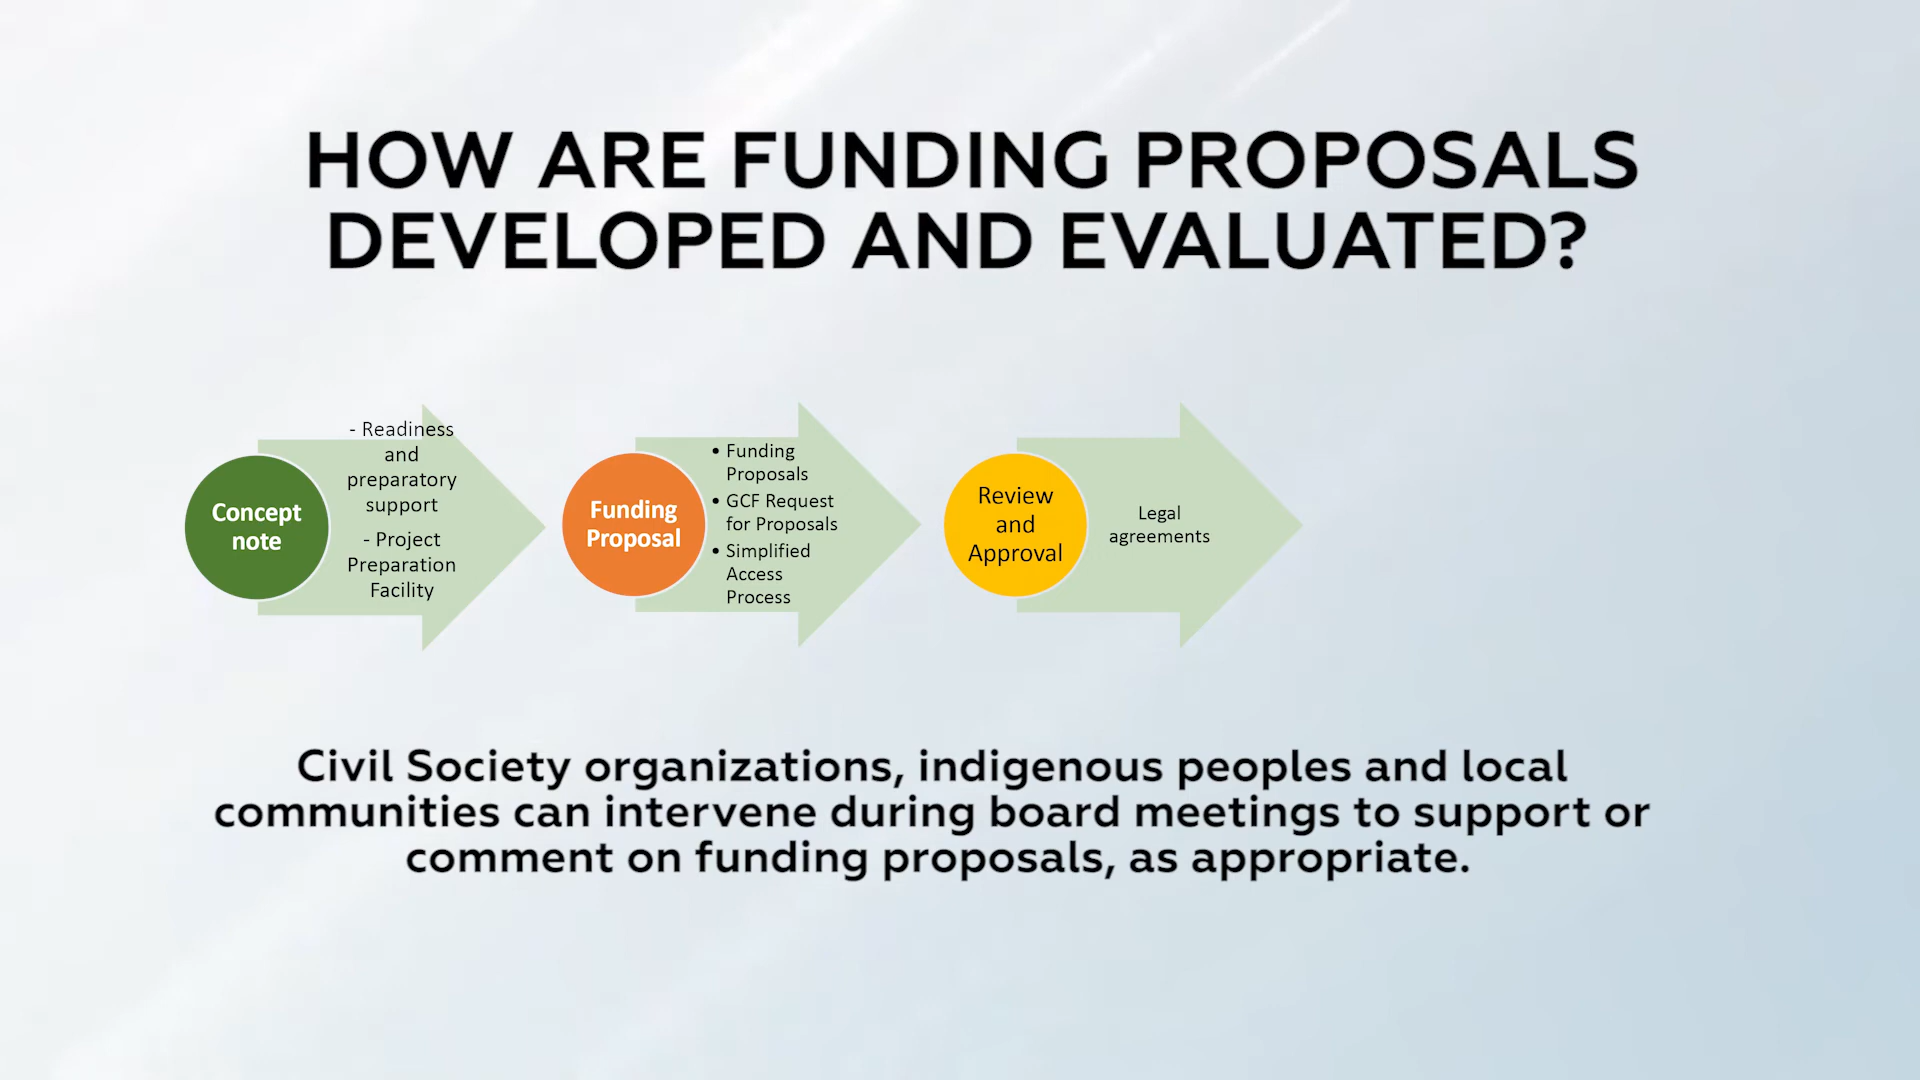 HOW ARE FUNDING PROPOSALS
DEVELOPED AND EVALUATED?
Concept
note
- Readiness
and
preparatory
support
- Project
Preparation
Facility
Funding
Proposal
• Funding
Proposals
• GCF Request
for Proposals
• Simplified
Access
Process
Review
and
Approval
Legal
agreements
Civil Society organizations, indigenous peoples and local
communities can intervene during board meetings to support or
comment on funding proposals, as appropriate.